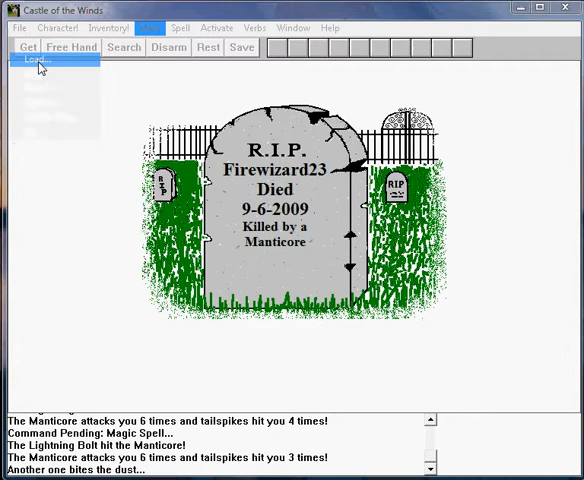 Castle of the Winds
File Character! Inventory! Spell Activate Verbs Window Help
Get Free Hand Search Disarm Rest Save
Load...
R.I.P.
Firewizard23
Died
9-6-2009
Killed by a
Manticore
RIP
RIP
The Manticore attacks you 6 times and tailspikes hit you 4 times!
Command Pending: Magic Spell...
The Lightning Bolt hit the Manticore!
The Manticore attacks you 6 times and tailspikes hit you 3 times!
Another one bites the dust...